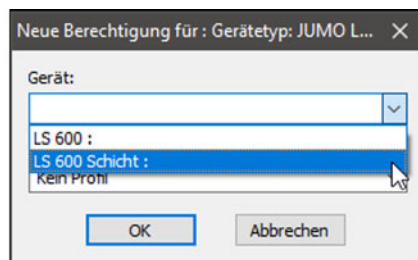 Neue Berechtigung für : Gerätetyp: JUMO L...
Gerät:
LS 600 :
LS 600 Schicht :
Kein Profil
OK
Abbrechen